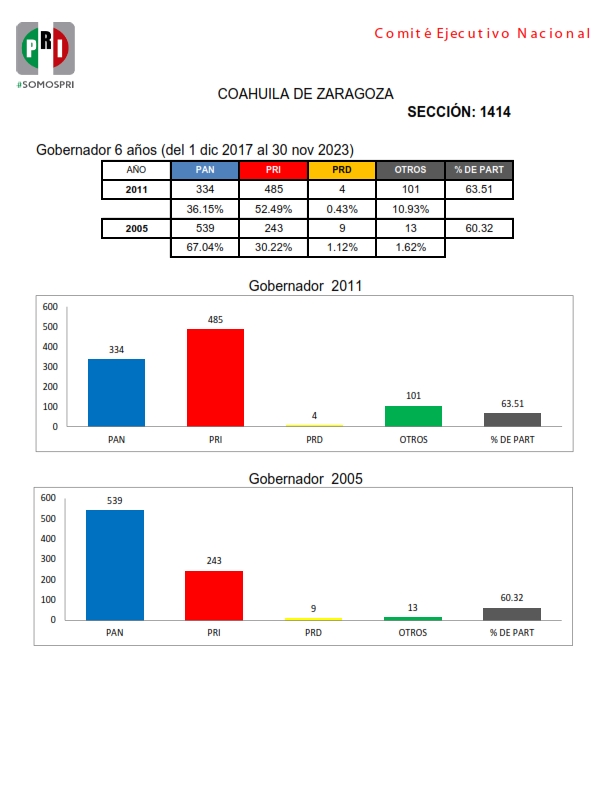 PRI
#SOMOSPRI
Comité Ejecutivo Nacional
COAHUILA DE ZARAGOZA
SECCIÓN: 1414
Gobernador 6 años (del 1 dic 2017 al 30 nov 2023)
AÑO PAN PRI PRD OTROS % DE PART
2011 334 485 4 101 63.51
36.15% 52.49% 0.43% 10.93%
2005 539 243 9 13 60.32
67.04% 30.22% 1.12% 1.62%
Gobernador 2011
600
500
400
300
200
100
0
334
485
4
101
63.51
PAN PRI PRD OTROS % DE PART
Gobernador 2005
600
500
400
300
200
100
0
539
243
9
13
60.32
PAN PRI PRD OTROS % DE PART